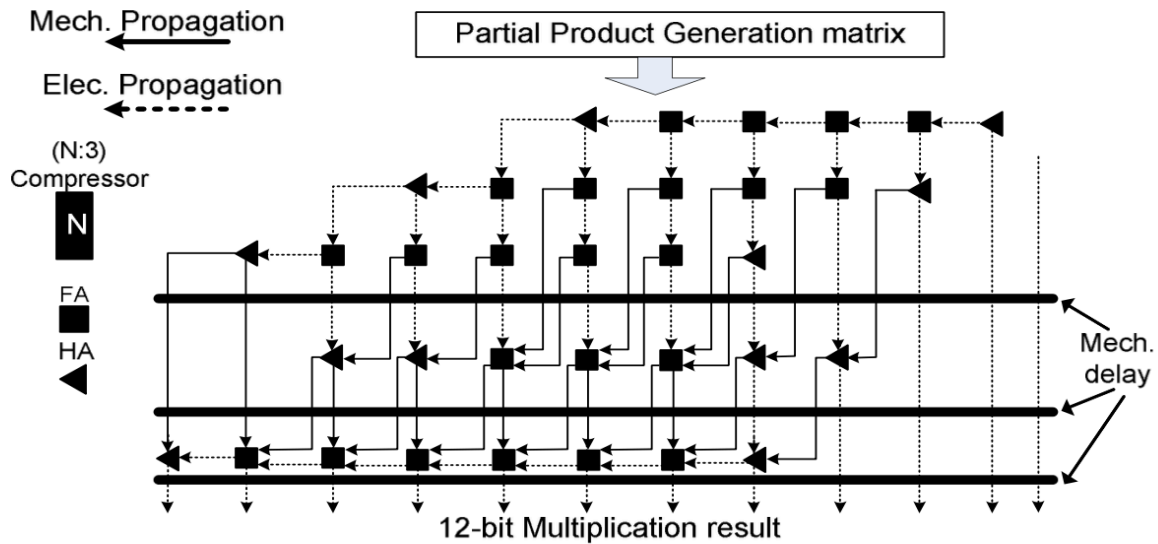 Mech. Propagation
Partial Product Generation matrix
Elec. Propagation
(N:3)
Compressor
N
FA
HA
Mech.
delay
12-bit Multiplication result